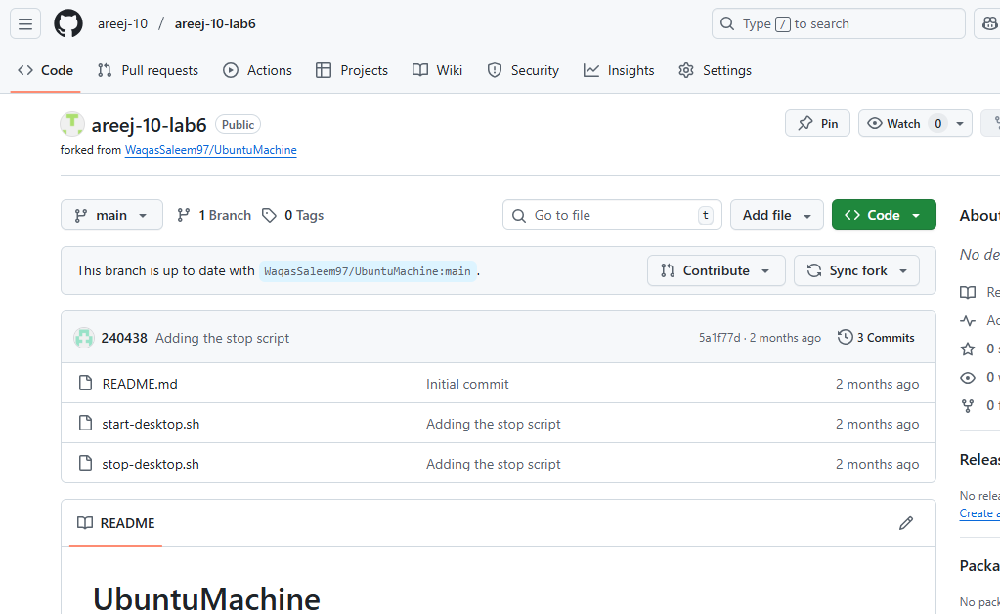 areej-10 / areej-10-lab6
Type / to search
Code Pull requests Actions Projects Wiki Security Insights Settings
areej-10-lab6 Public
Pin Watch 0
forked from WaqasSaleem97/UbuntuMachine
main 1 Branch 0 Tags Go to file t Add file Code
About
No de
This branch is up to date with WaqasSaleem97/UbuntuMachine:main. Contribute Sync fork
Re
Ac
240438 Adding the stop script 5a1f77d · 2 months ago 3 Commits
0 s
0 w
0 f
README.md Initial commit 2 months ago
start-desktop.sh Adding the stop script 2 months ago
stop-desktop.sh Adding the stop script 2 months ago
Releas
No relea
Create a
README
Packa
No pack
UbuntuMachine